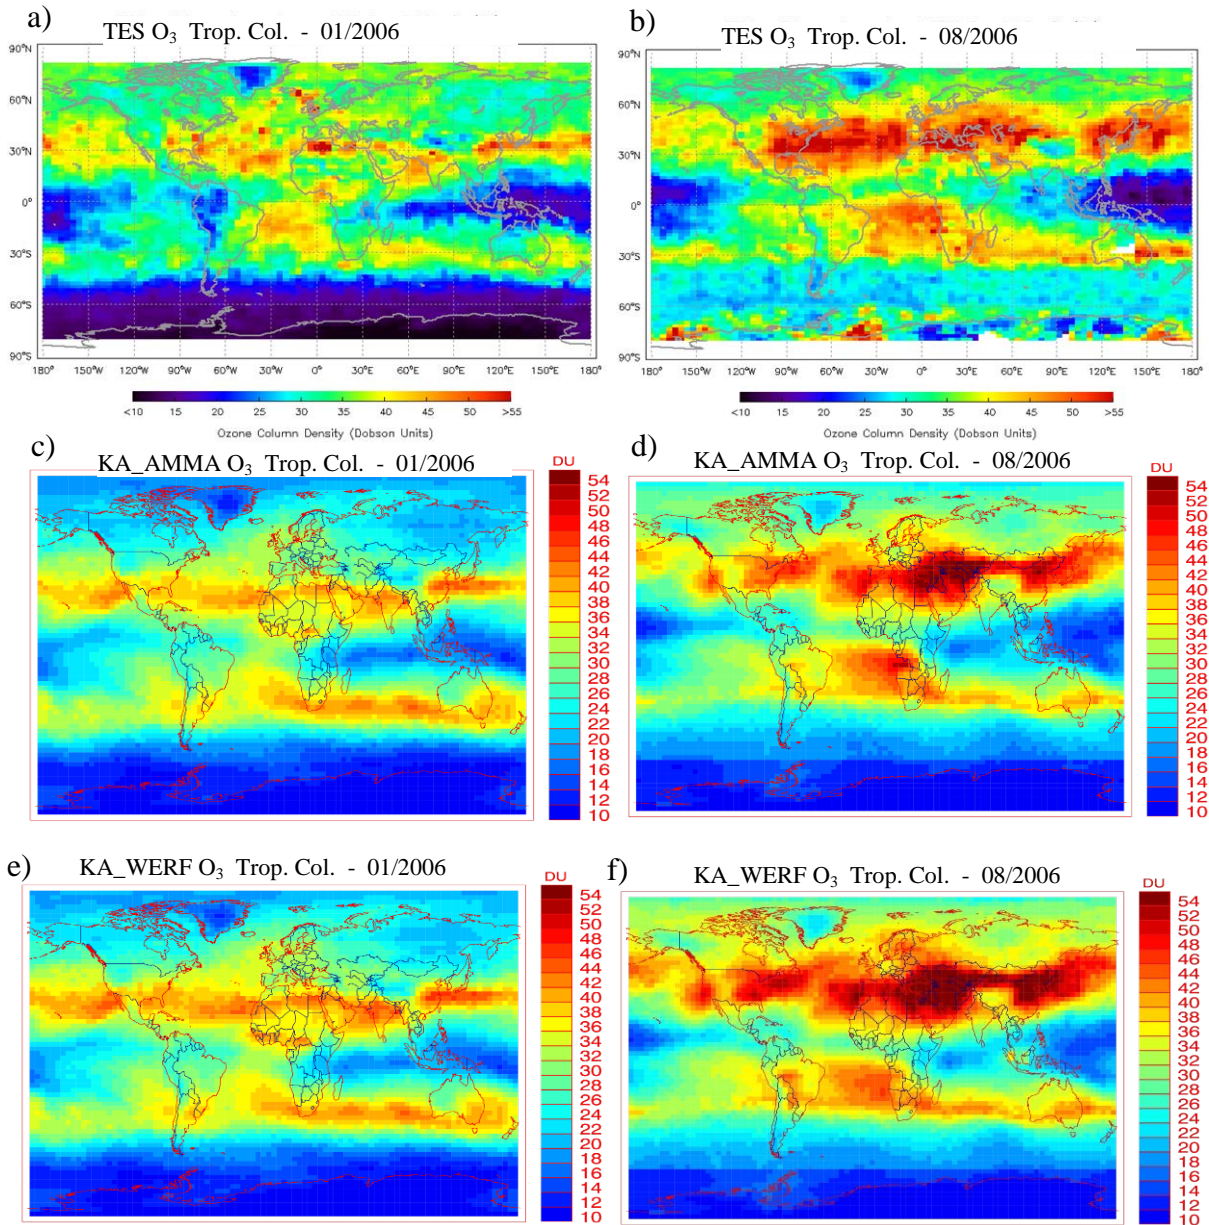 a)
TES O₃ Trop. Col. - 01/2006
90°N
60°N
30°N
0°
30°S
60°S
90°S
180° 150°W 120°W 90°W 60°W 30°W 0° 30°E 60°E 90°E 120°E 150°E 180°
<10 15 20 25 30 35 40 45 50 >55
Ozone Column Density (Dobson Units)
b)
TES O₃ Trop. Col. - 08/2006
90°N
60°N
30°N
0°
30°S
60°S
90°S
180° 150°W 120°W 90°W 60°W 30°W 0° 30°E 60°E 90°E 120°E 150°E 180°
<10 15 20 25 30 35 40 45 50 >55
Ozone Column Density (Dobson Units)
c)
KA_AMMA O₃ Trop. Col. - 01/2006
DU
54
52
50
48
46
44
42
40
38
36
34
32
30
28
26
24
22
20
18
16
14
12
10
d)
KA_AMMA O₃ Trop. Col. - 08/2006
DU
54
52
50
48
46
44
42
40
38
36
34
32
30
28
26
24
22
20
18
16
14
12
10
e)
KA_WERF O₃ Trop. Col. - 01/2006
DU
54
52
50
48
46
44
42
40
38
36
34
32
30
28
26
24
22
20
18
16
14
12
10
f)
KA_WERF O₃ Trop. Col. - 08/2006
DU
54
52
50
48
46
44
42
40
38
36
34
32
30
28
26
24
22
20
18
16
14
12
10